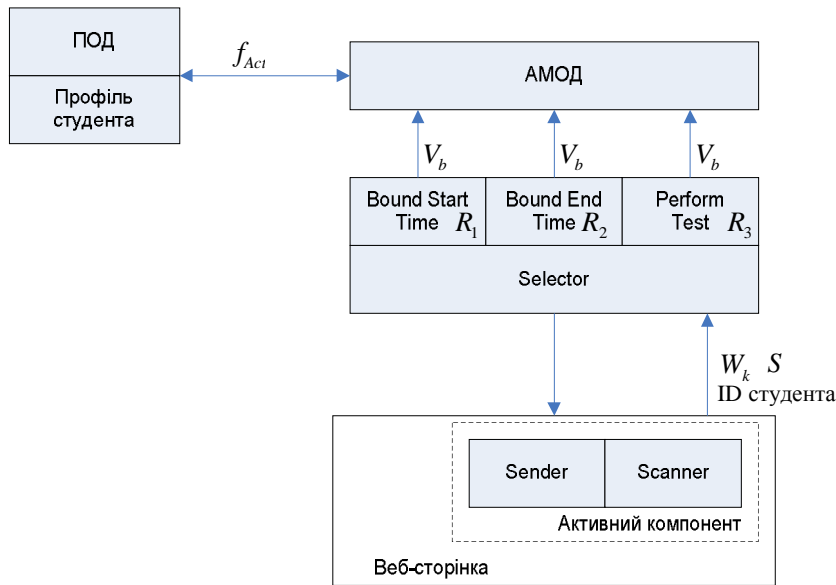 ПОД
Профіль
студента
f_Act
АМОД
V_b
V_b
V_b
Bound Start
Time R_1
Bound End
Time R_2
Perform
Test R_3
Selector
W_k S
ID студента
Sender
Scanner
Активний компонент
Веб-сторінка